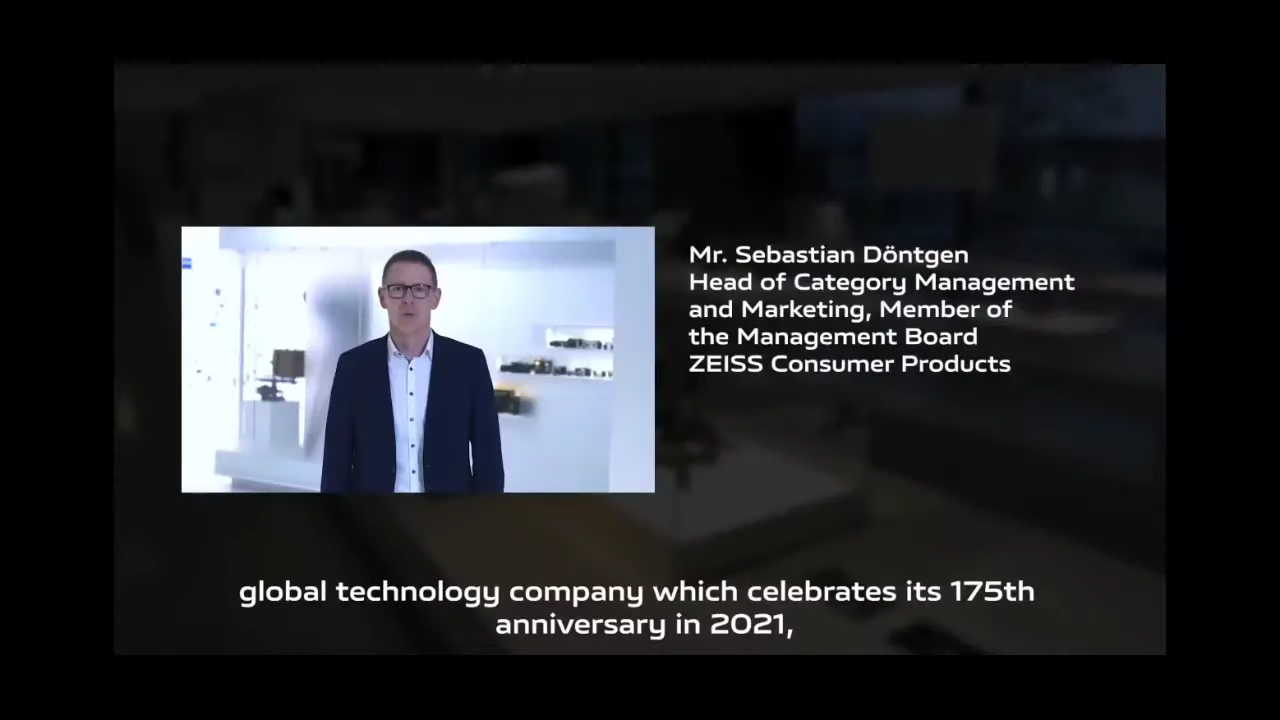 Mr. Sebastian Döntgen
Head of Category Management
and Marketing, Member of
the Management Board
ZEISS Consumer Products
global technology company which celebrates its 175th
anniversary in 2021,